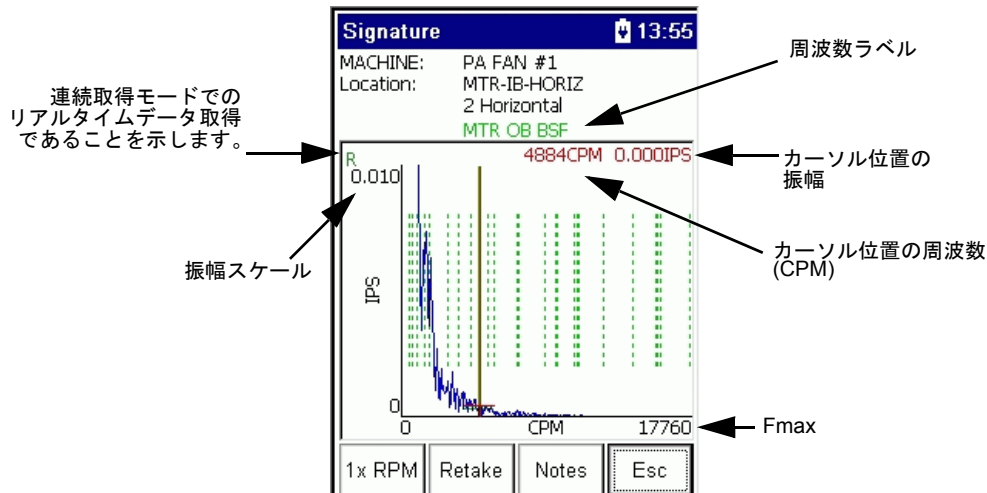 Signature 13:55
MACHINE: PA FAN #1
Location: MTR-IB-HORIZ
2 Horizontal
MTR OB BSF
周波数ラベル
連続取得モードでの
リアルタイムデータ取得
であることを示します。
R
4884CPM 0.000IPS
カーソル位置の
振幅
0.010
カーソル位置の周波数
(CPM)
振幅スケール
IPS
0
0 CPM 17760
Fmax
1x RPM Retake Notes Esc